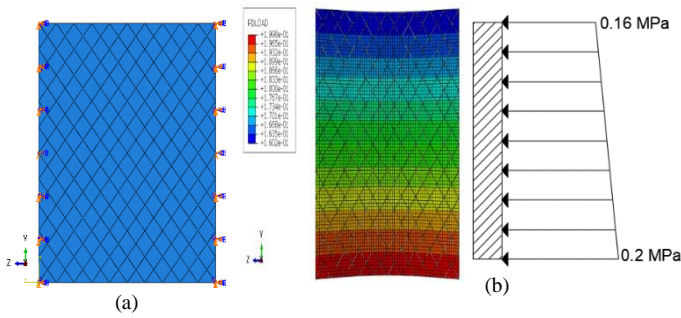 PDLOAD
+1.998e-01
+1.965e-01
+1.932e-01
+1.899e-01
+1.866e-01
+1.833e-01
+1.800e-01
+1.767e-01
+1.734e-01
+1.701e-01
+1.668e-01
+1.635e-01
+1.602e-01
0.16 MPa
0.2 MPa
Y
Z
Y
Z
(a)
(b)